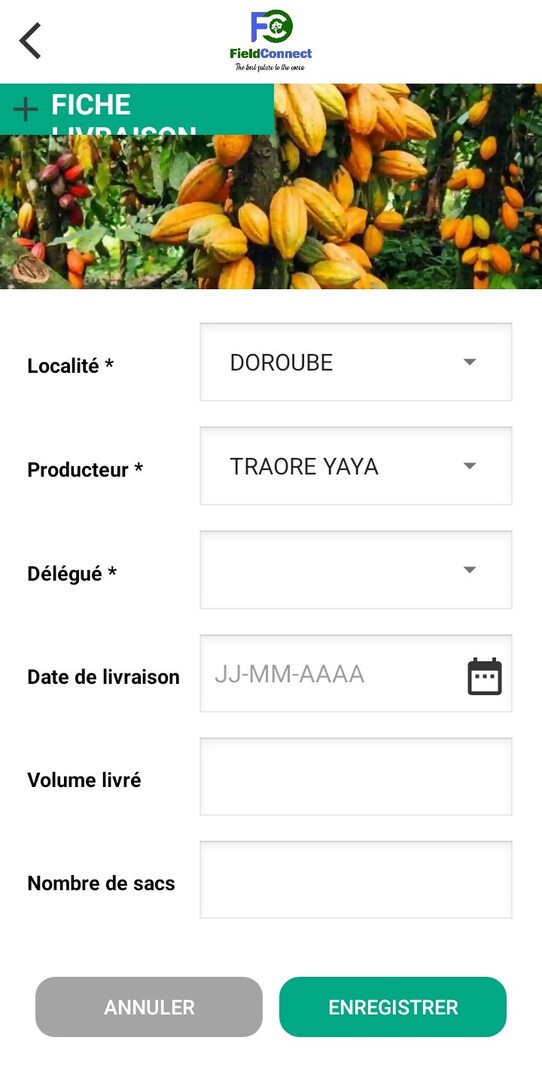 FC
FieldConnect
The best future to the cocoa
FICHE
LIVRAISON
Localité *
DOROUBE
Producteur *
TRAORE YAYA
Délégué *
Date de livraison
JJ-MM-AAAA
Volume livré
Nombre de sacs
ANNULER
ENREGISTRER